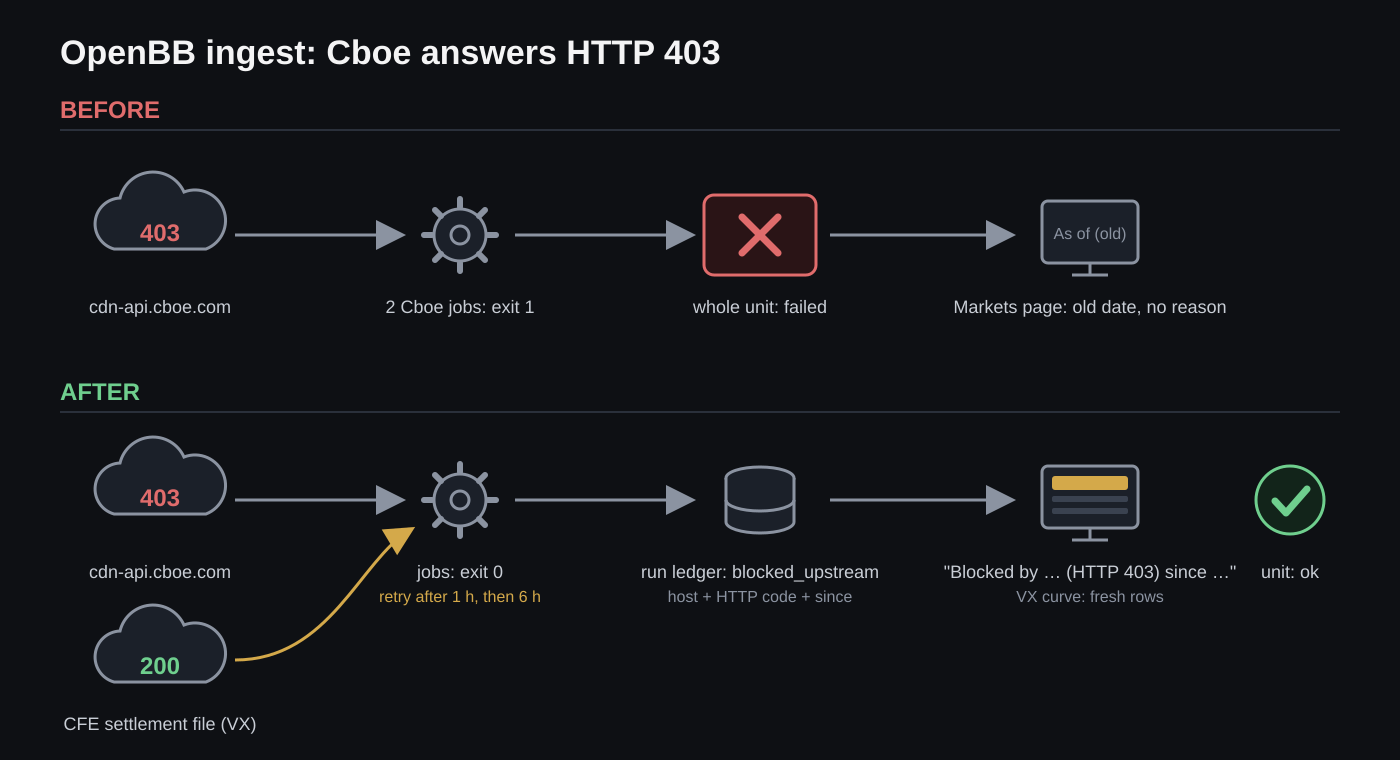 OpenBB ingest: Cboe answers HTTP 403
BEFORE
403
As of (old)
cdn-api.cboe.com
2 Cboe jobs: exit 1
whole unit: failed
Markets page: old date, no reason
AFTER
403
cdn-api.cboe.com
jobs: exit 0
run ledger: blocked_upstream
"Blocked by … (HTTP 403) since …"
unit: ok
retry after 1 h, then 6 h
host + HTTP code + since
VX curve: fresh rows
200
CFE settlement file (VX)